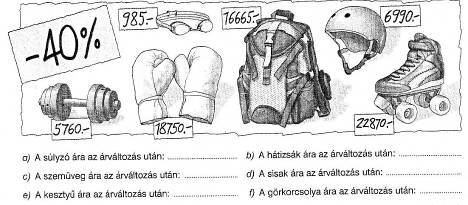 -40%
985.-
16665.-
6990.-
5760.-
18750.-
22870.-
a) A súlyzó ára az árváltozás után:
b) A hátizsák ára az árváltozás után:
c) A szemüveg ára az árváltozás után:
d) A sisak ára az árváltozás után:
e) A kesztyű ára az árváltozás után:
f) A görkorcsolya ára az árváltozás után: